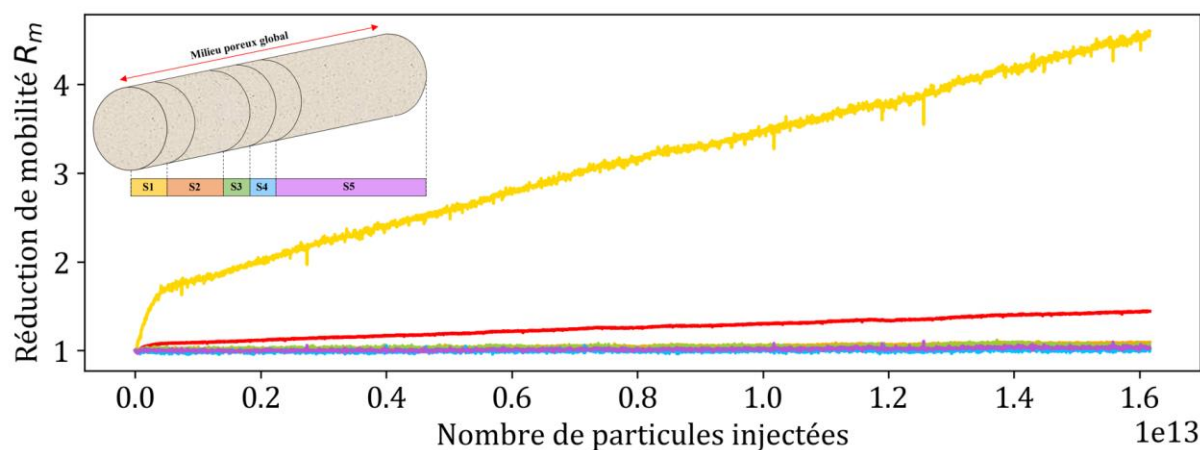 Milieu poreux global
S1 S2 S3 S4 S5
Réduction de mobilité Rm
4
3
2
1
0.0 0.2 0.4 0.6 0.8 1.0 1.2 1.4 1.6
1e13
Nombre de particules injectées